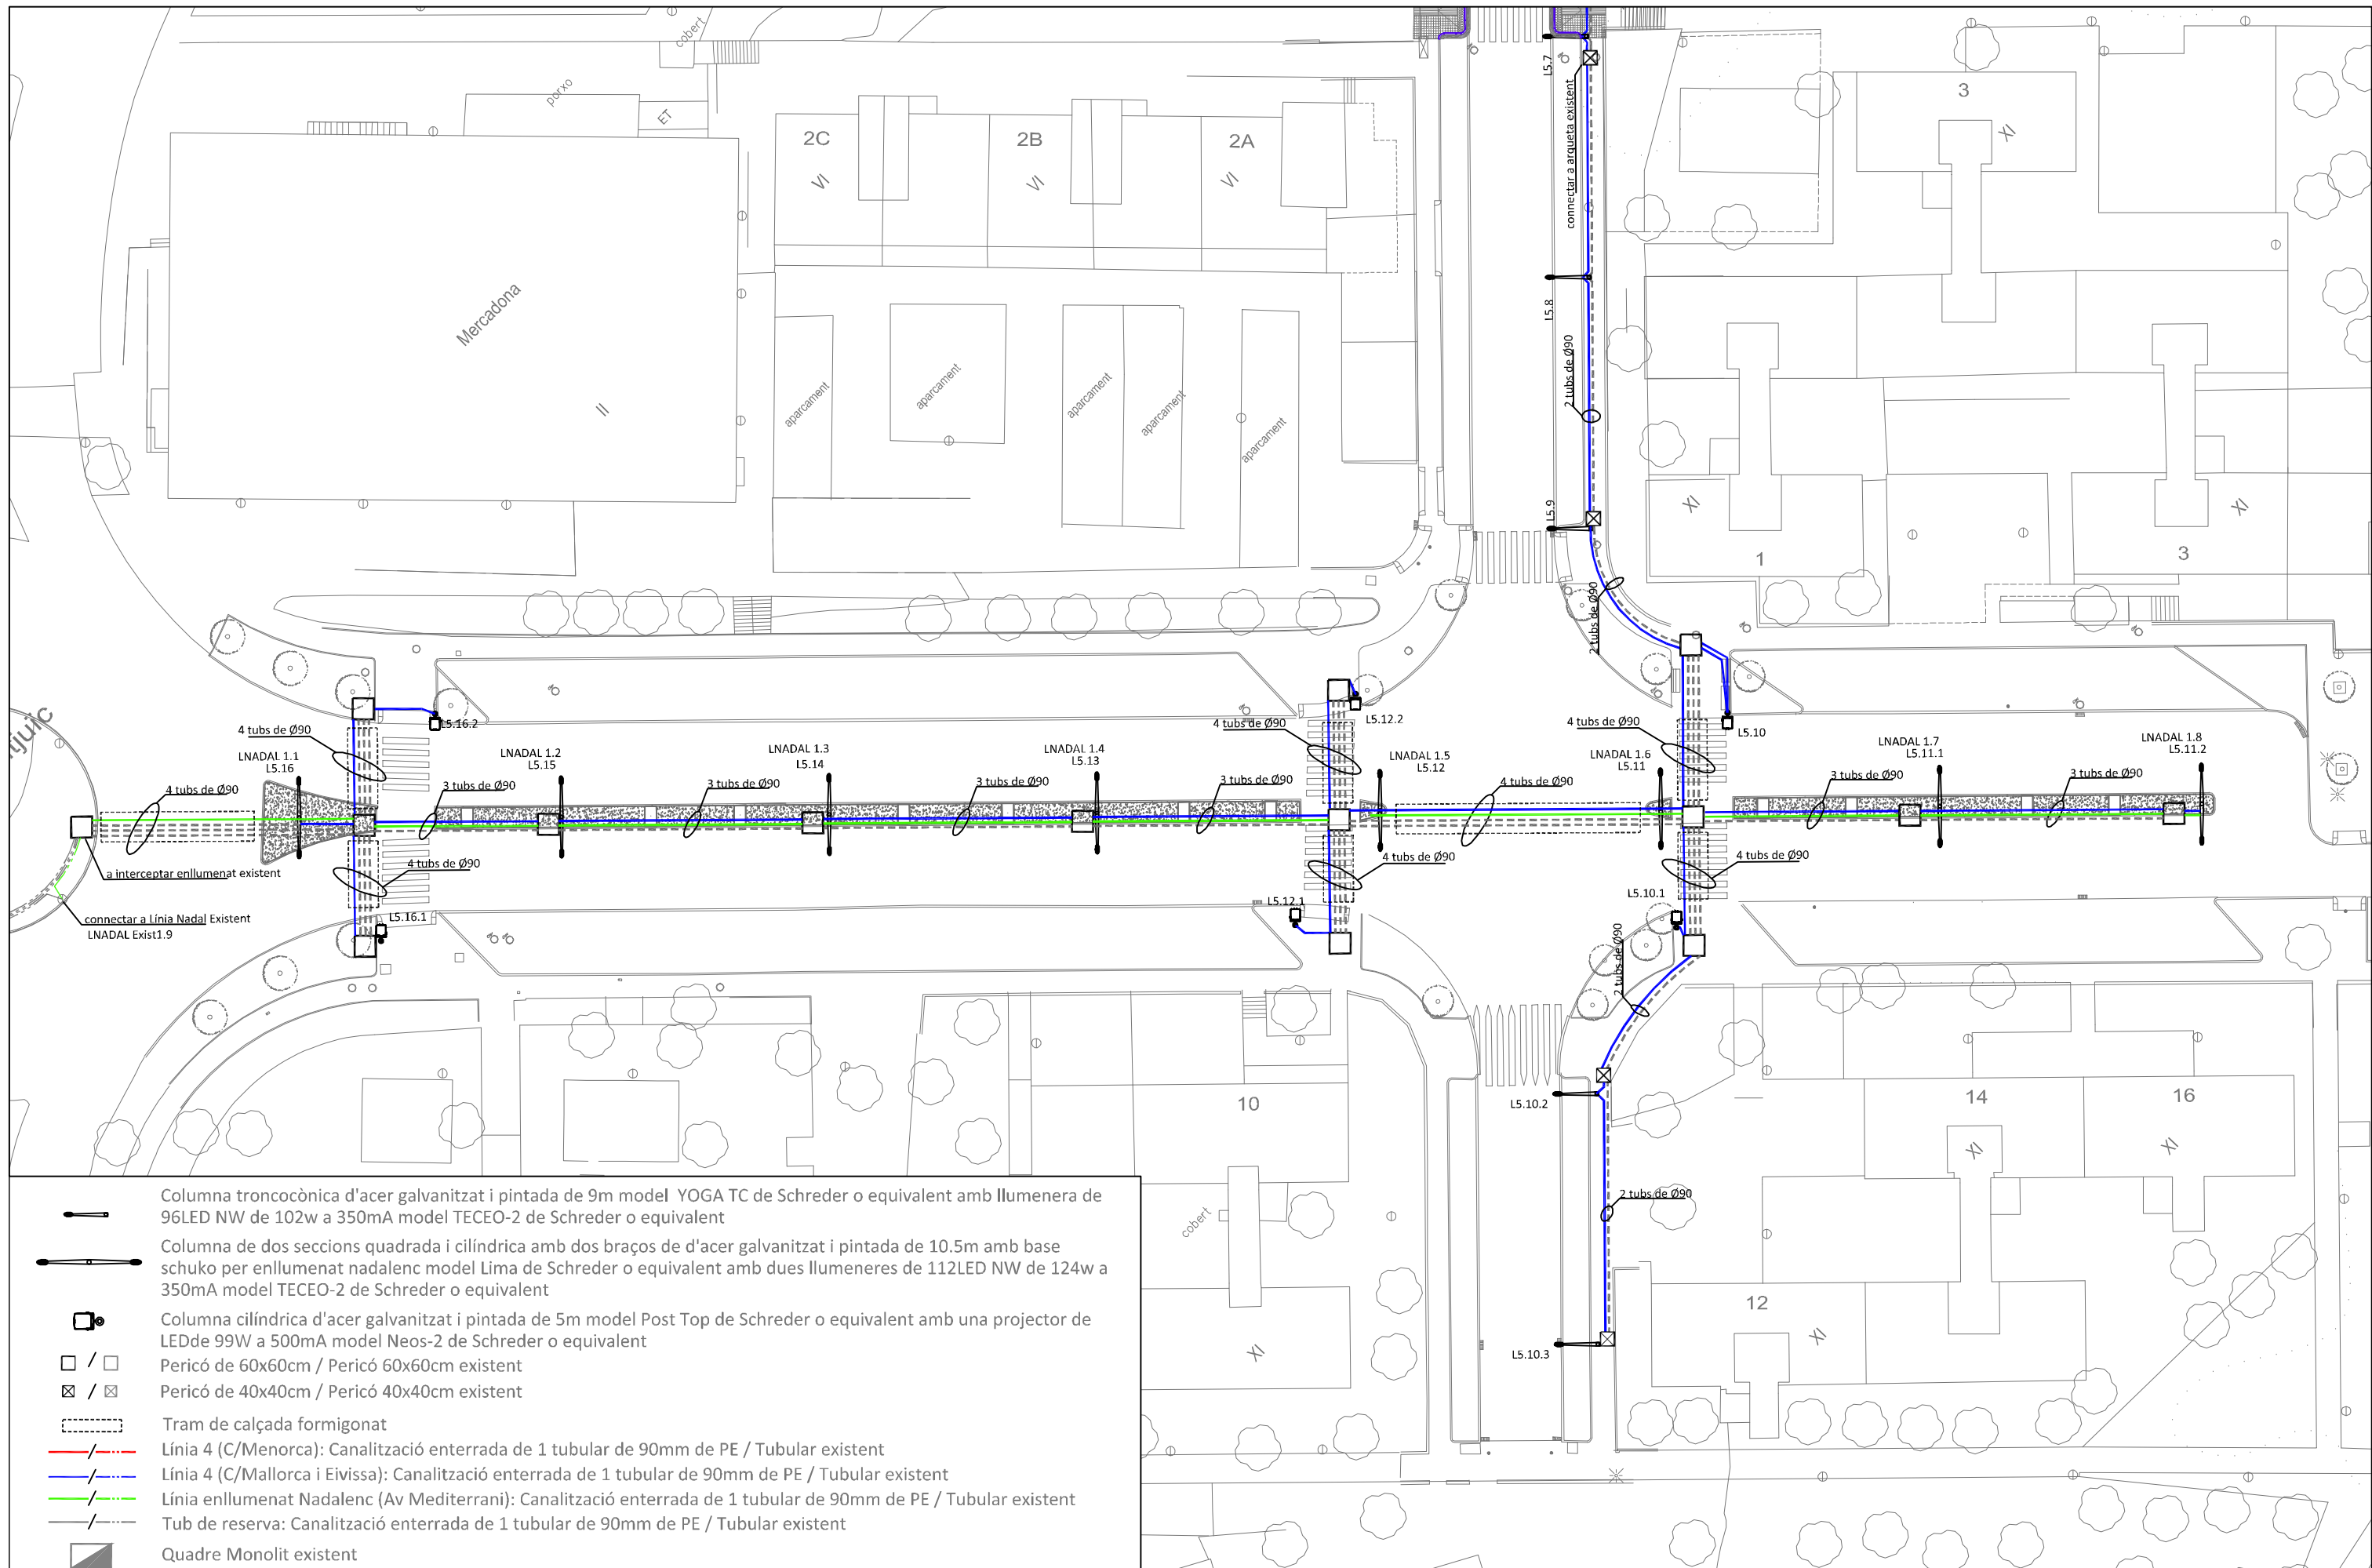 cobert
porxo
ET
2C
VI
2B
VI
2A
VI
L5.7
connectar a arqueta existent
3
XI
Mercadona
II
aparcament
aparcament
aparcament
aparcament
aparcament
L5.8
2 tubs de Ø90
L5.9
XI
1
XI
3
2 tubs de Ø90
tjuïc
L5.16.2
L5.12.2
L5.10
4 tubs de Ø90
4 tubs de Ø90
4 tubs de Ø90
LNADAL 1.1
L5.16
LNADAL 1.2
L5.15
LNADAL 1.3
L5.14
LNADAL 1.4
L5.13
LNADAL 1.5
L5.12
LNADAL 1.6
L5.11
LNADAL 1.7
L5.11.1
LNADAL 1.8
L5.11.2
4 tubs de Ø90
3 tubs de Ø90
3 tubs de Ø90
3 tubs de Ø90
3 tubs de Ø90
4 tubs de Ø90
3 tubs de Ø90
3 tubs de Ø90
4 tubs de Ø90
4 tubs de Ø90
4 tubs de Ø90
a interceptar enllumenat existent
connectar a Línia Nadal Existent
LNADAL Exist1.9
L5.16.1
L5.12.1
L5.10.1
2 tubs de Ø90
10
L5.10.2
14
16
XI
XI
2 tubs de Ø90
cobert
12
XI
XI
L5.10.3
Columna troncocònica d'acer galvanitzat i pintada de 9m model YOGA TC de Schreder o equivalent amb llumenera de
96LED NW de 102w a 350mA model TECEO-2 de Schreder o equivalent
Columna de dos seccions quadrada i cilíndrica amb dos braços de d'acer galvanitzat i pintada de 10.5m amb base
schuko per enllumenat nadalenc model Lima de Schreder o equivalent amb dues llumeneres de 112LED NW de 124w a
350mA model TECEO-2 de Schreder o equivalent
Columna cilíndrica d'acer galvanitzat i pintada de 5m model Post Top de Schreder o equivalent amb una projector de
LEDde 99W a 500mA model Neos-2 de Schreder o equivalent
/ Pericó de 60x60cm / Pericó 60x60cm existent
/ Pericó de 40x40cm / Pericó 40x40cm existent
Tram de calçada formigonat
/ Línia 4 (C/Menorca): Canalització enterrada de 1 tubular de 90mm de PE / Tubular existent
/ Línia 4 (C/Mallorca i Eivissa): Canalització enterrada de 1 tubular de 90mm de PE / Tubular existent
/ Línia enllumenat Nadalenc (Av Mediterrani): Canalització enterrada de 1 tubular de 90mm de PE / Tubular existent
/ Tub de reserva: Canalització enterrada de 1 tubular de 90mm de PE / Tubular existent
Quadre Monolit existent